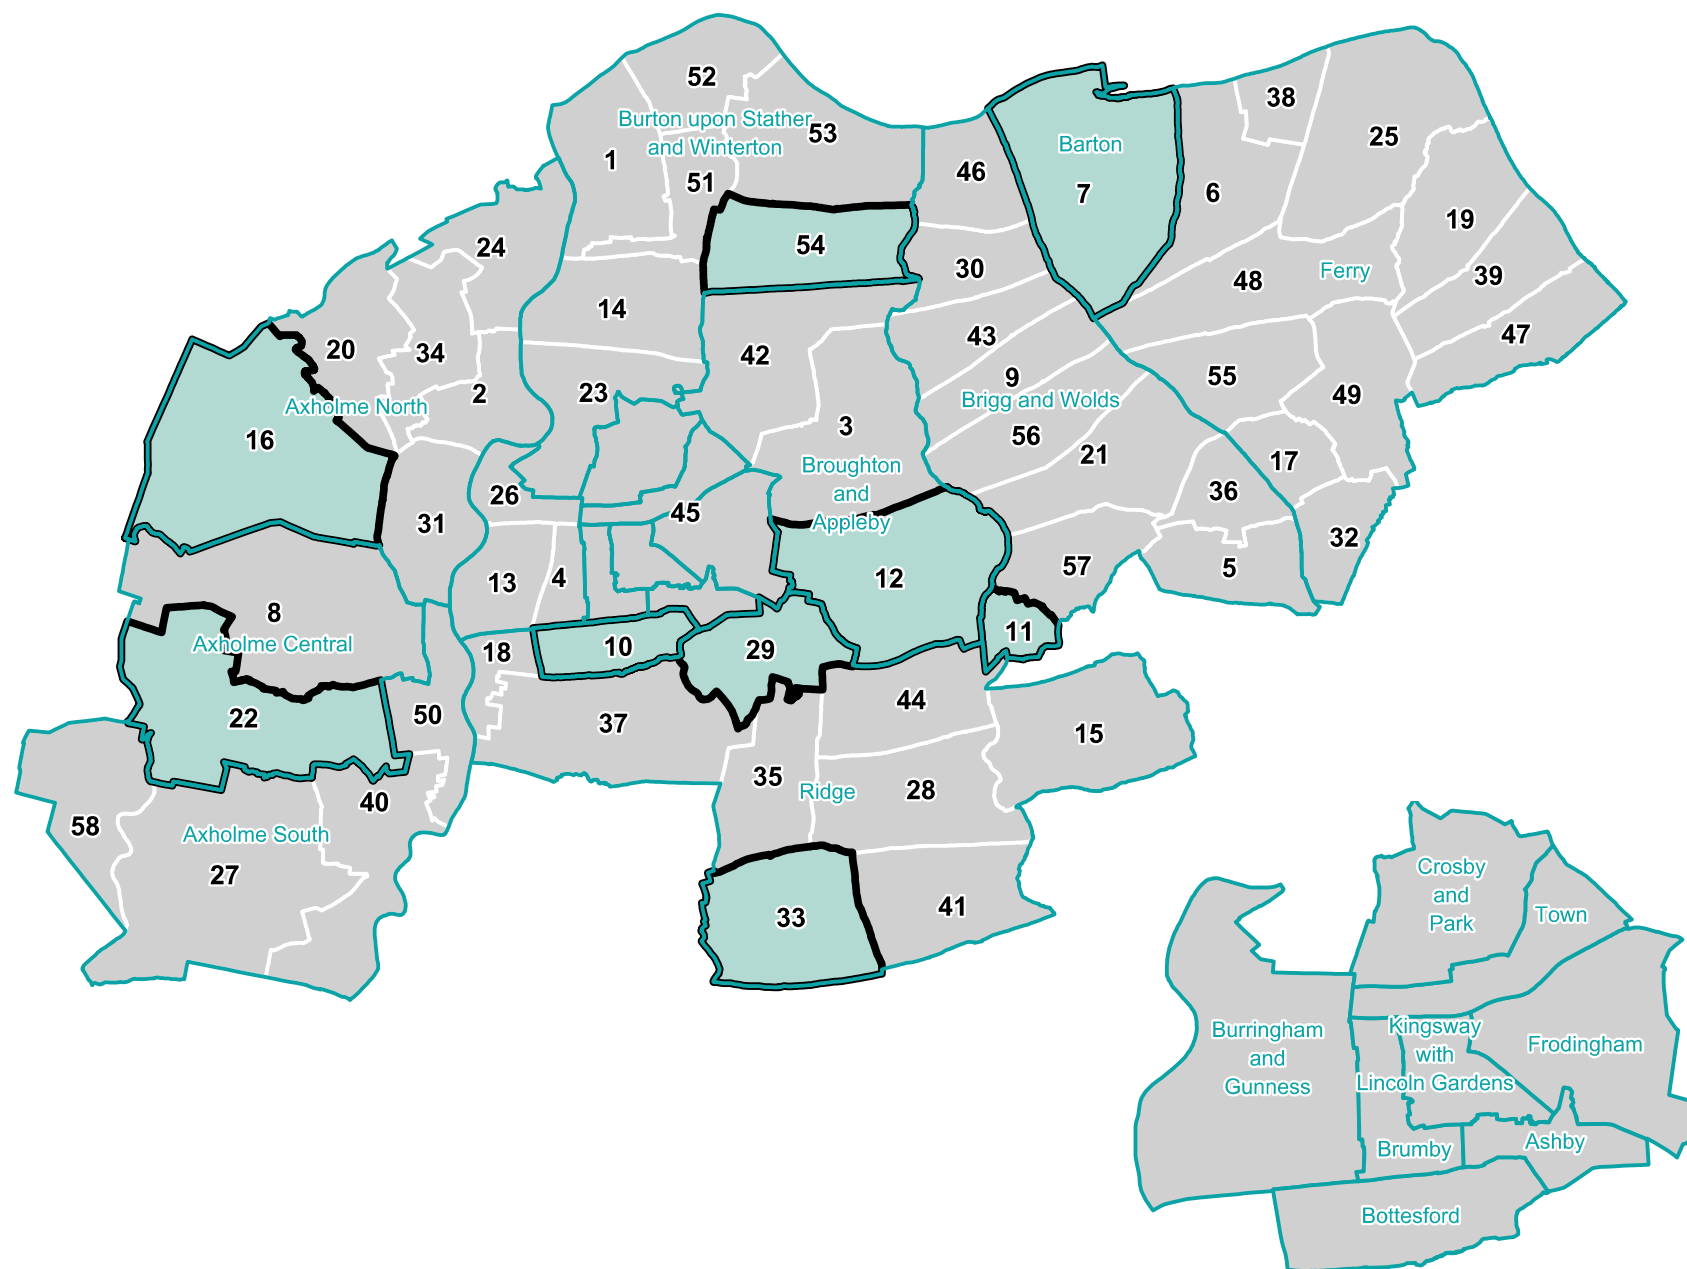 52
38
Burton upon Stather
53
25
and Winterton
Barton
1
46
51
7
6
19
24
54
30
48
Ferry
39
14
20
34
42
43
47
2
23
9
55
49
Axholme North
Brigg and Wolds
16
3
56
21
17
Broughton
and
Appleby
26
36
31
45
32
13
4
12
57
5
8
Axholme Central
11
18
10
29
22
50
37
44
15
35
Ridge
28
40
58
Axholme South
27
33
41
Crosby
and
Park
Town
Burringham
and
Gunness
Kingsway
with
Lincoln Gardens
Frodingham
Brumby
Ashby
Bottesford